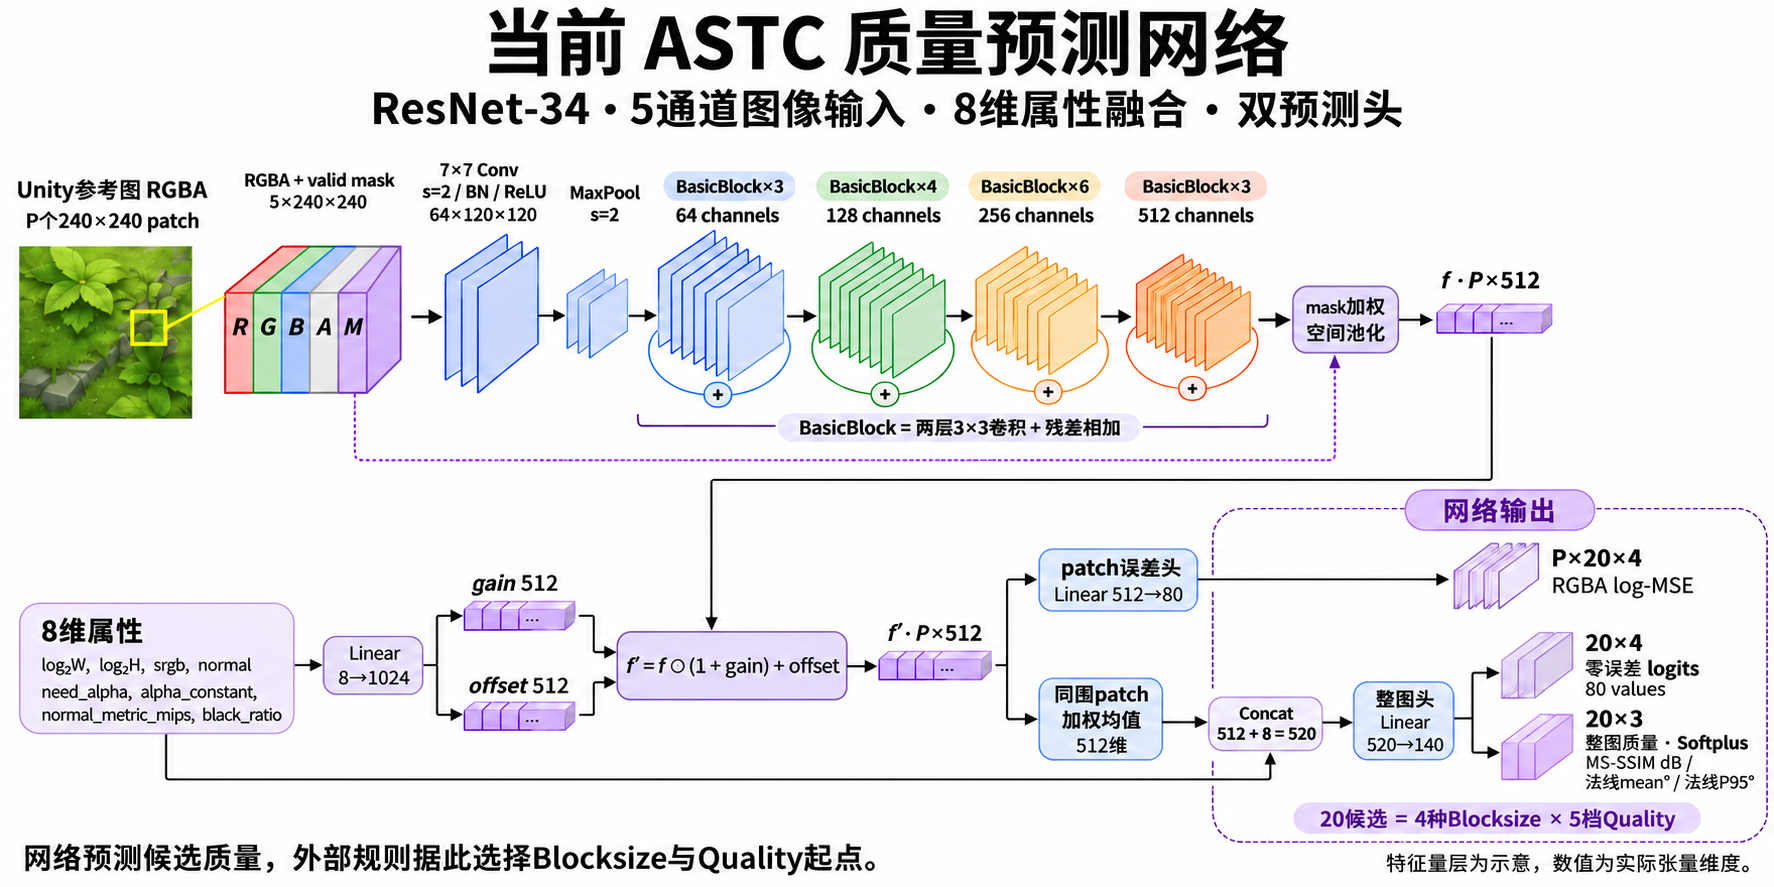 当前 ASTC 质量预测网络
ResNet-34・5通道图像输入・8维属性融合・双预测头
Unity参考图 RGBA
P个240×240 patch
RGBA + valid mask
5×240×240
R G B A M
7×7 Conv
s=2 / BN / ReLU
64×120×120
MaxPool
s=2
BasicBlock×3
64 channels
BasicBlock×4
128 channels
BasicBlock×6
256 channels
BasicBlock×3
512 channels
+
+
+
+
BasicBlock = 两层3×3卷积 + 残差相加
mask加权
空间池化
f · P×512
...
8维属性
log₂W, log₂H, srgb, normal
need_alpha, alpha_constant,
normal_metric_mips, black_ratio
Linear
8→1024
gain 512
...
offset 512
...
f' = f ⊙ (1 + gain) + offset
f' · P×512
...
patch误差头
Linear 512→80
同围patch
加权均值
512维
Concat
512 + 8 = 520
整图头
Linear
520→140
网络输出
P×20×4
RGBA log-MSE
20×4
零误差 logits
80 values
20×3
整图质量・Softplus
MS-SSIM dB /
法线mean° / 法线P95°
20候选 = 4种Blocksize × 5档Quality
网络预测候选质量，外部规则据此选择Blocksize与Quality起点。
特征量层为示意，数值为实际张量维度。